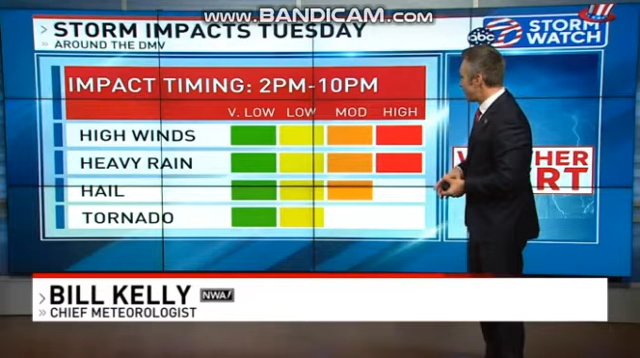 www.BANDICAM.com
STORM IMPACTS TUESDAY
AROUND THE DMV
abc STORM
WATCH
IMPACT TIMING: 2PM-10PM
V. LOW LOW MOD HIGH
HIGH WINDS
HEAVY RAIN
HAIL
TORNADO
BILL KELLY NWA
CHIEF METEOROLOGIST